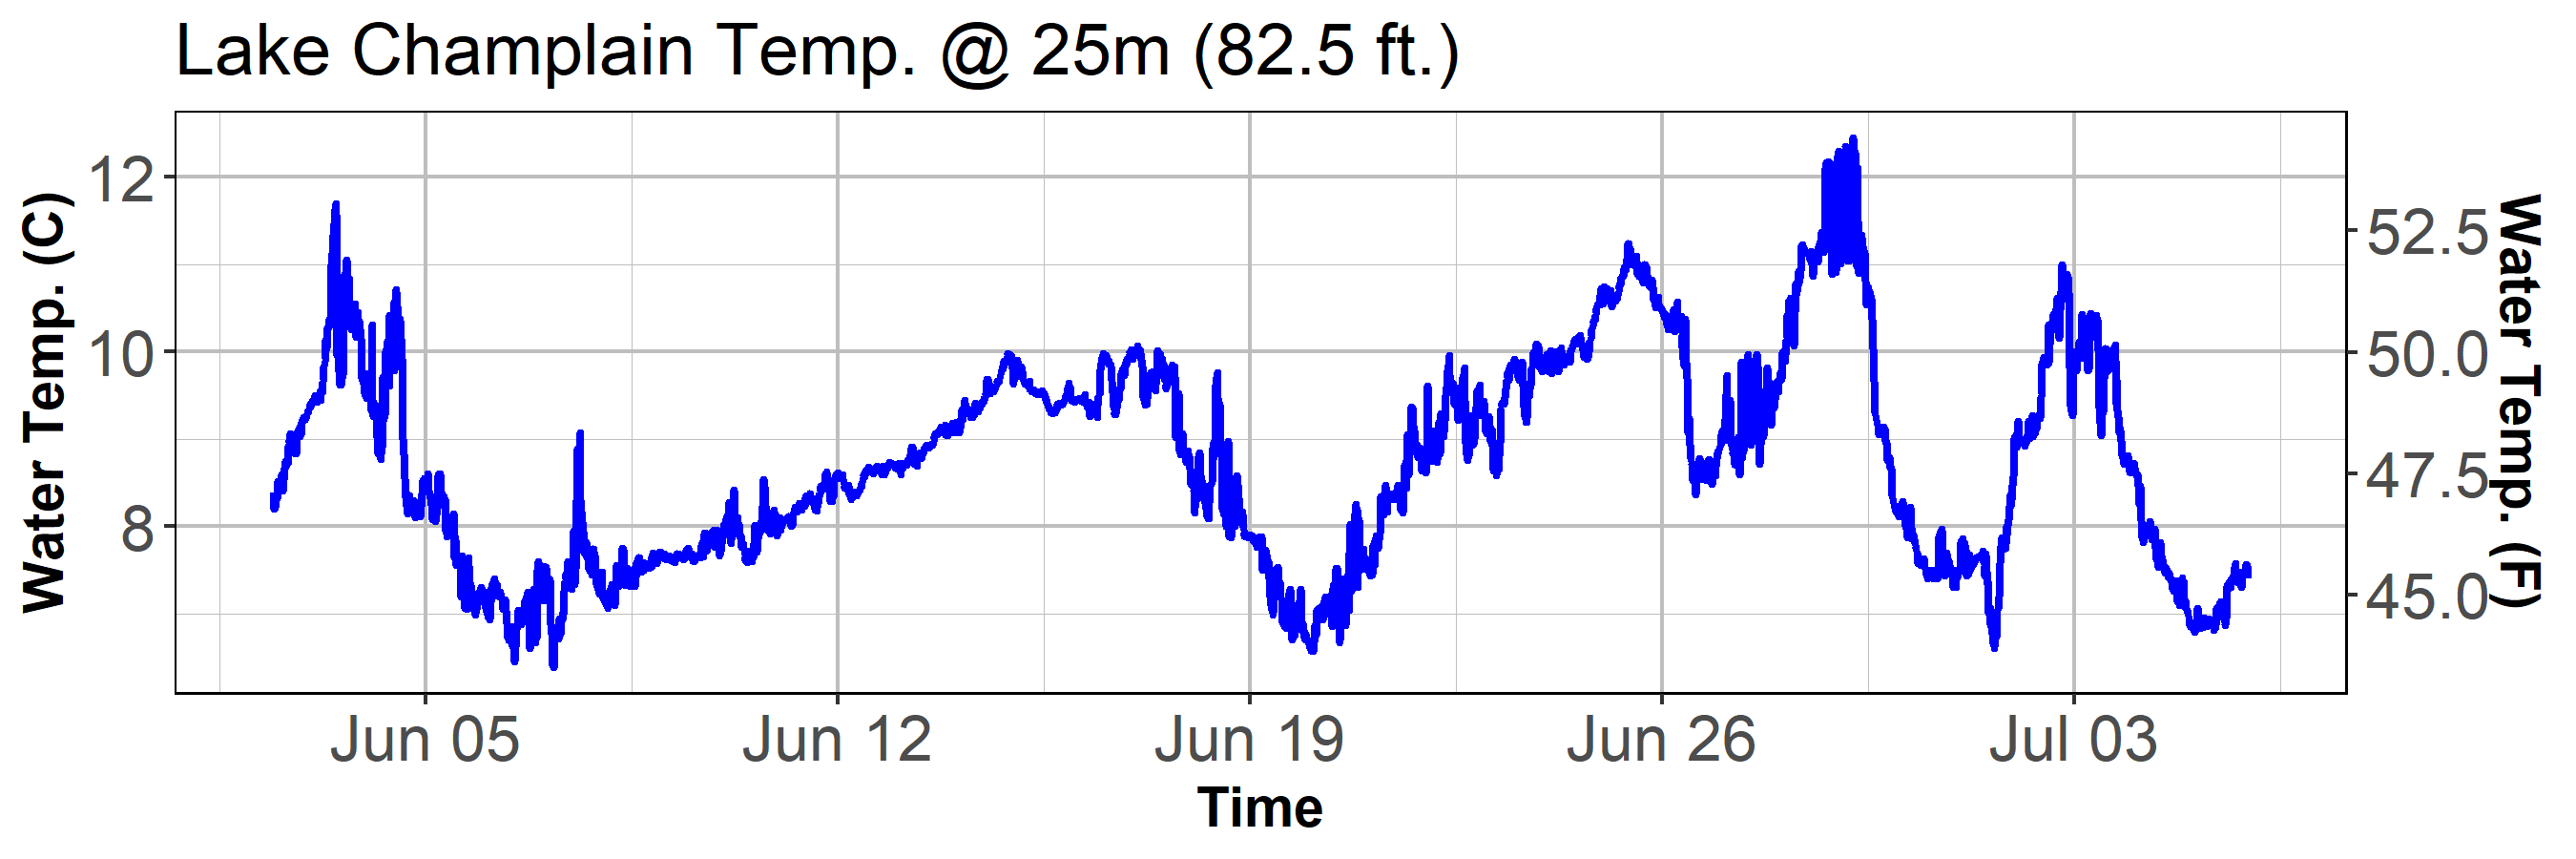 Lake Champlain Temp. @ 25m (82.5 ft.)
Water Temp. (C)
12
10
8
52.5
50.0
47.5
45.0
Water Temp. (F)
Jun 05 Jun 12 Jun 19 Jun 26 Jul 03
Time